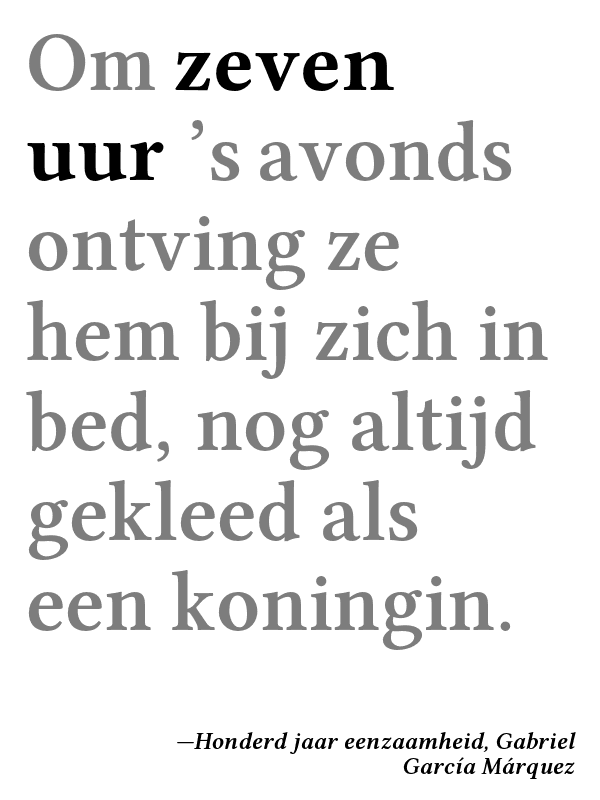 Om zeven
uur ’s avonds
ontving ze
hem bij zich in
bed, nog altijd
gekleed als
een koningin.
—Honderd jaar eenzaamheid, Gabriel
García Márquez